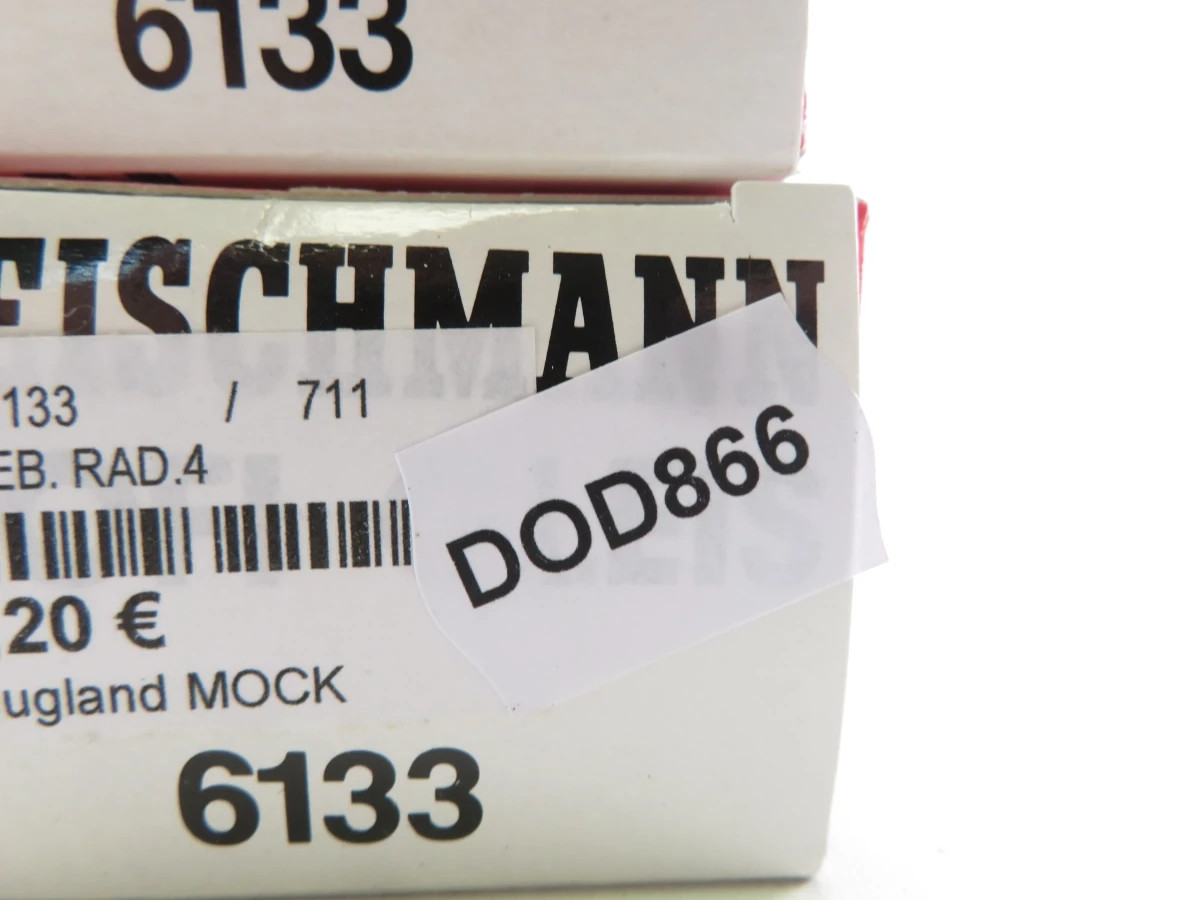 6133
EISCHMANN
133 / 711
EB. RAD.4
DOD866
,20 €
ugland MOCK
6133